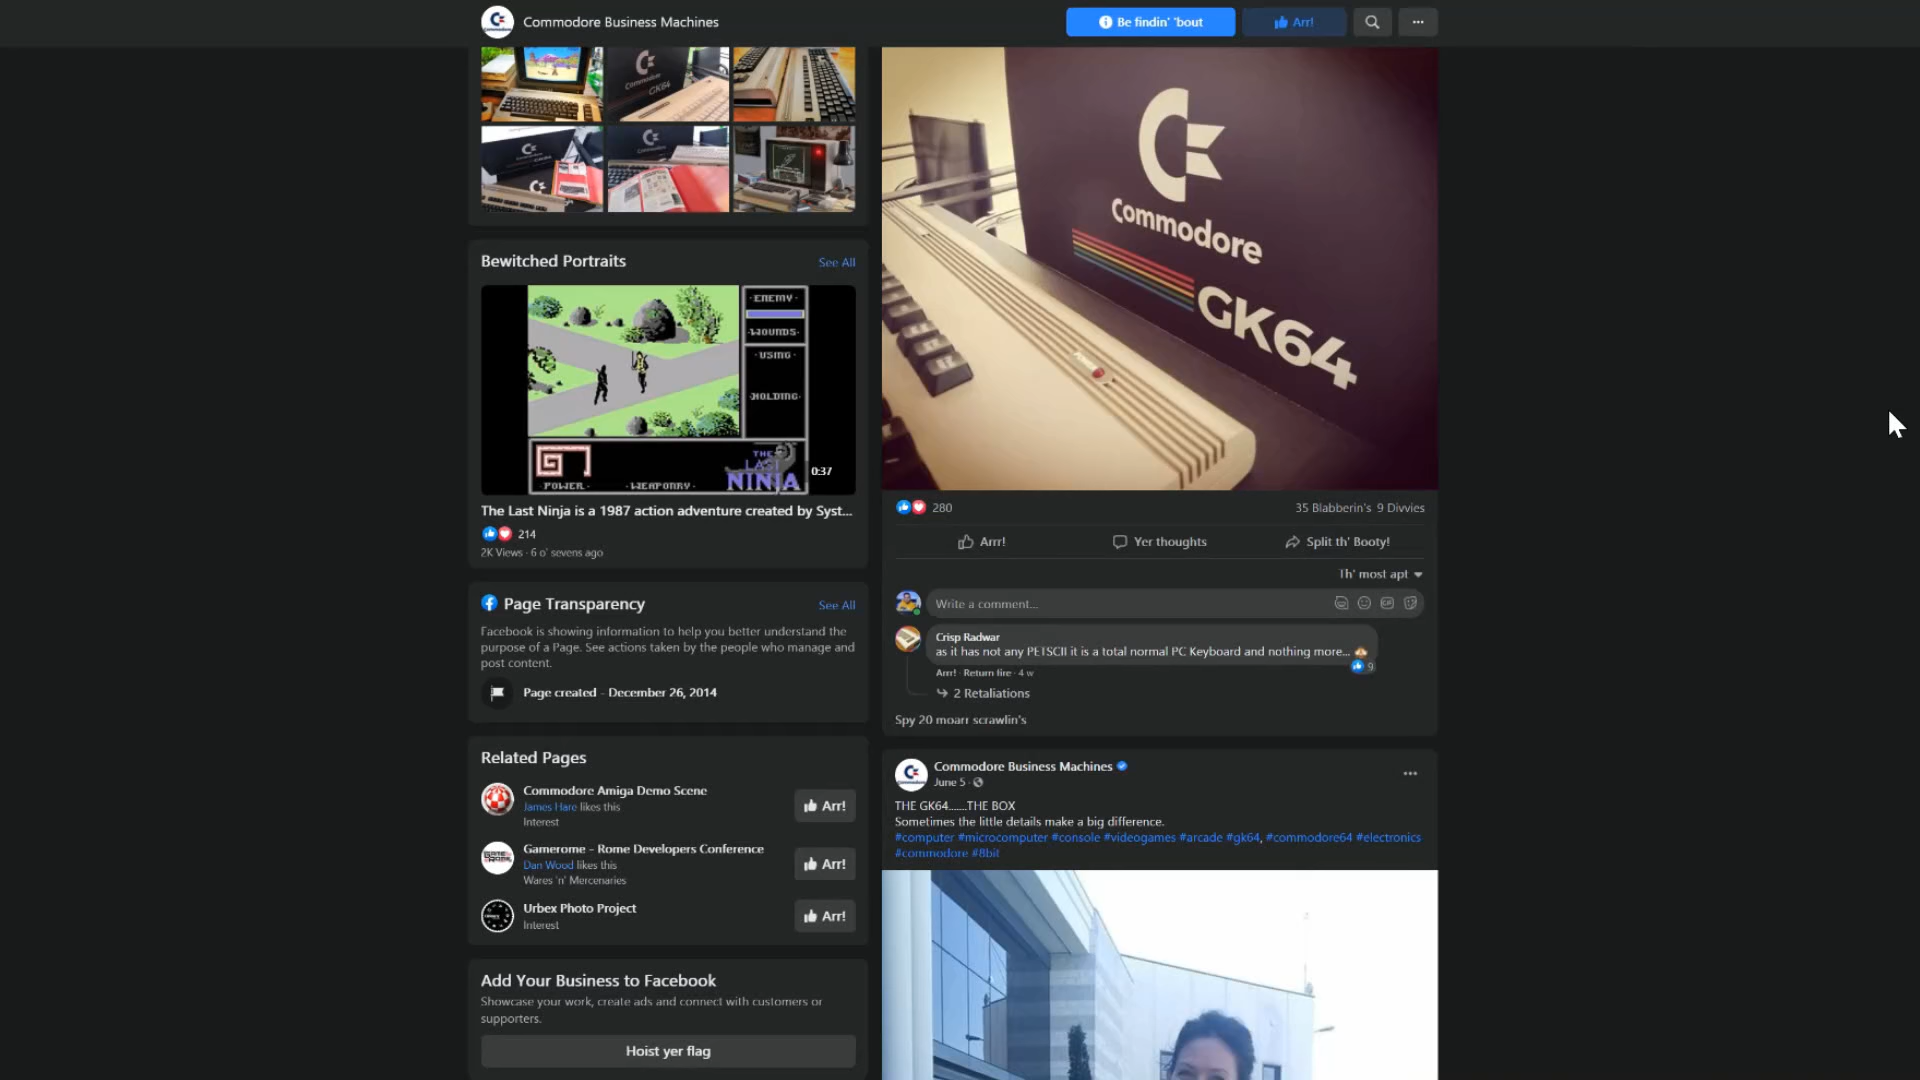 Commodore Business Machines
Be findin' 'bout
Arr!
Commodore
GK64
Bewitched Portraits
See All
ENEMY
WOUNDS
USING
HOLDING
POWER
WEAPONRY
THE
LAST
NINJA
0:37
The Last Ninja is a 1987 action adventure created by Syst...
214
2K Views · 6 o' sevens ago
Page Transparency
See All
Facebook is showing information to help you better understand the
purpose of a Page. See actions taken by the people who manage and
post content.
Page created - December 26, 2014
Related Pages
Commodore Amiga Demo Scene
James Hare likes this
Interest
Arr!
Gamerome - Rome Developers Conference
Dan Wood likes this
Wares 'n' Mercenaries
Arr!
Urbex Photo Project
Interest
Arr!
Add Your Business to Facebook
Showcase your work, create ads and connect with customers or
supporters.
Hoist yer flag
Commodore
GK64
280
35 Blabberin's 9 Divvies
Arrr!
Yer thoughts
Split th' Booty!
Th' most apt
Write a comment...
Crisp Radwar
as it has not any PETSCII it is a total normal PC Keyboard and nothing more...
9
Arr! · Return fire · 4 w
2 Retaliations
Spy 20 moarr scrawlin's
Commodore Business Machines
June 5 ·
THE GK64......THE BOX
Sometimes the little details make a big difference.
#computer #microcomputer #console #videogames #arcade #gk64, #commodore64 #electronics
#commodore #8bit